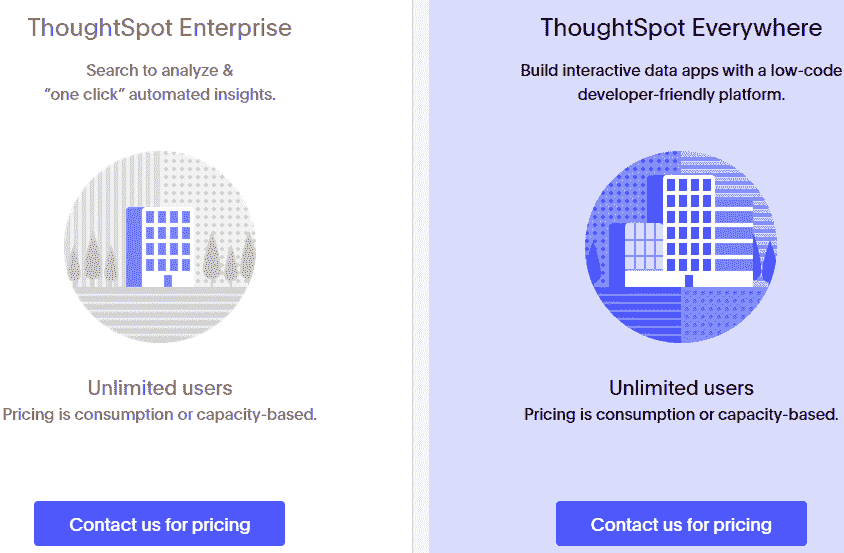 ThoughtSpot Enterprise
Search to analyze &
“one click” automated insights.
Unlimited users
Pricing is consumption or capacity-based.
Contact us for pricing
ThoughtSpot Everywhere
Build interactive data apps with a low-code
developer-friendly platform.
Unlimited users
Pricing is consumption or capacity-based.
Contact us for pricing